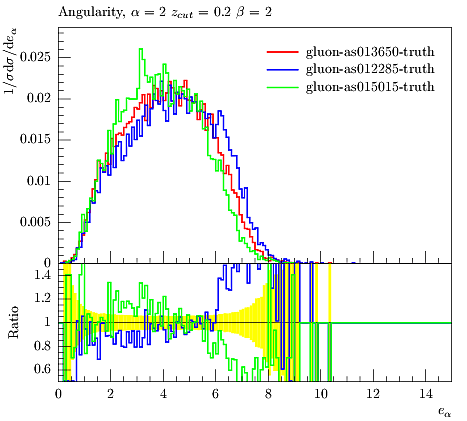 Angularity, α = 2 z_cut = 0.2 β = 2
1/σ dσ/de_α
0.025
0.02
0.015
0.01
0.005
0
gluon-as013650-truth
gluon-as012285-truth
gluon-as015015-truth
Ratio
1.4
1.2
1
0.8
0.6
0 2 4 6 8 10 12 14
e_α